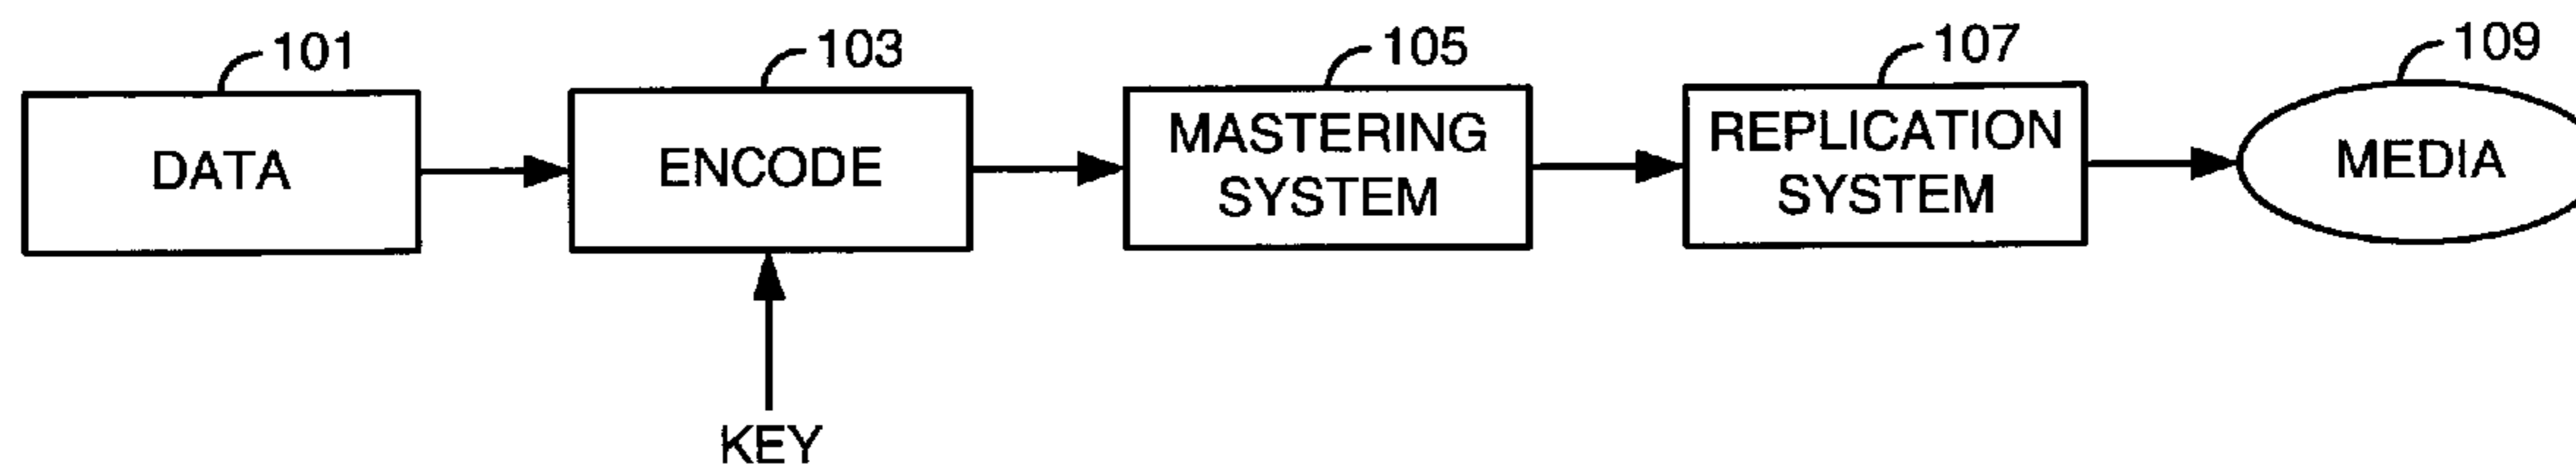 101
103
105
107
109
DATA
ENCODE
MASTERING
SYSTEM
REPLICATION
SYSTEM
MEDIA
KEY